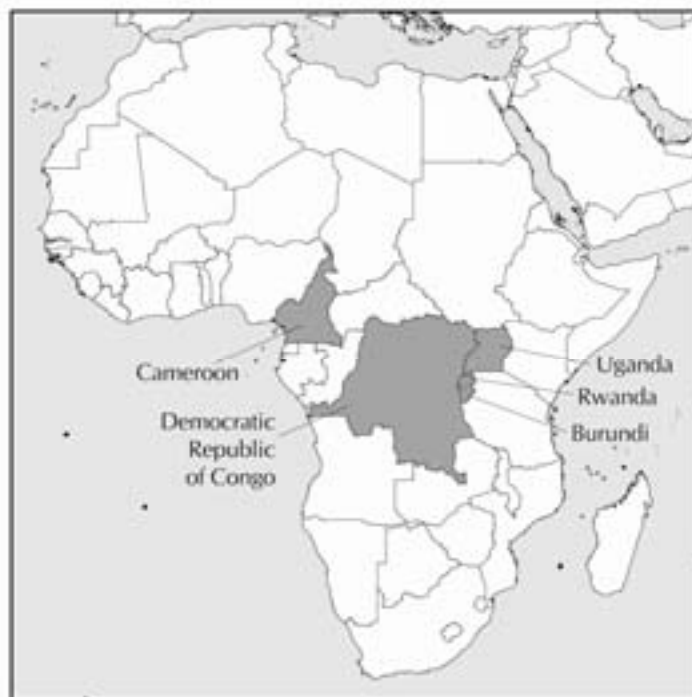 Cameroon
Democratic
Republic
of Congo
Uganda
Rwanda
Burundi